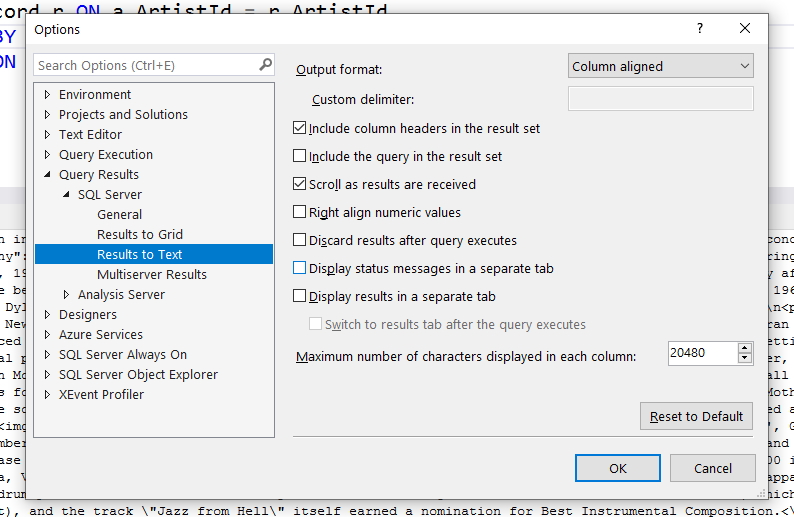 cond r ON a.ArtistId = r.ArtistId
BY
ON
Options
?
Search Options (Ctrl+E)
Environment
Projects and Solutions
Text Editor
Query Execution
Query Results
SQL Server
General
Results to Grid
Results to Text
Multiserver Results
Analysis Server
Designers
Azure Services
SQL Server Always On
SQL Server Object Explorer
XEvent Profiler
Output format:
Column aligned
Custom delimiter:
Include column headers in the result set
Include the query in the result set
Scroll as results are received
Right align numeric values
Discard results after query executes
Display status messages in a separate tab
Display results in a separate tab
Switch to results tab after the query executes
Maximum number of characters displayed in each column:
20480
Reset to Default
OK
Cancel
t), and the track \"Jazz from Hell\" itself earned a nomination for Best Instrumental Composition.<\